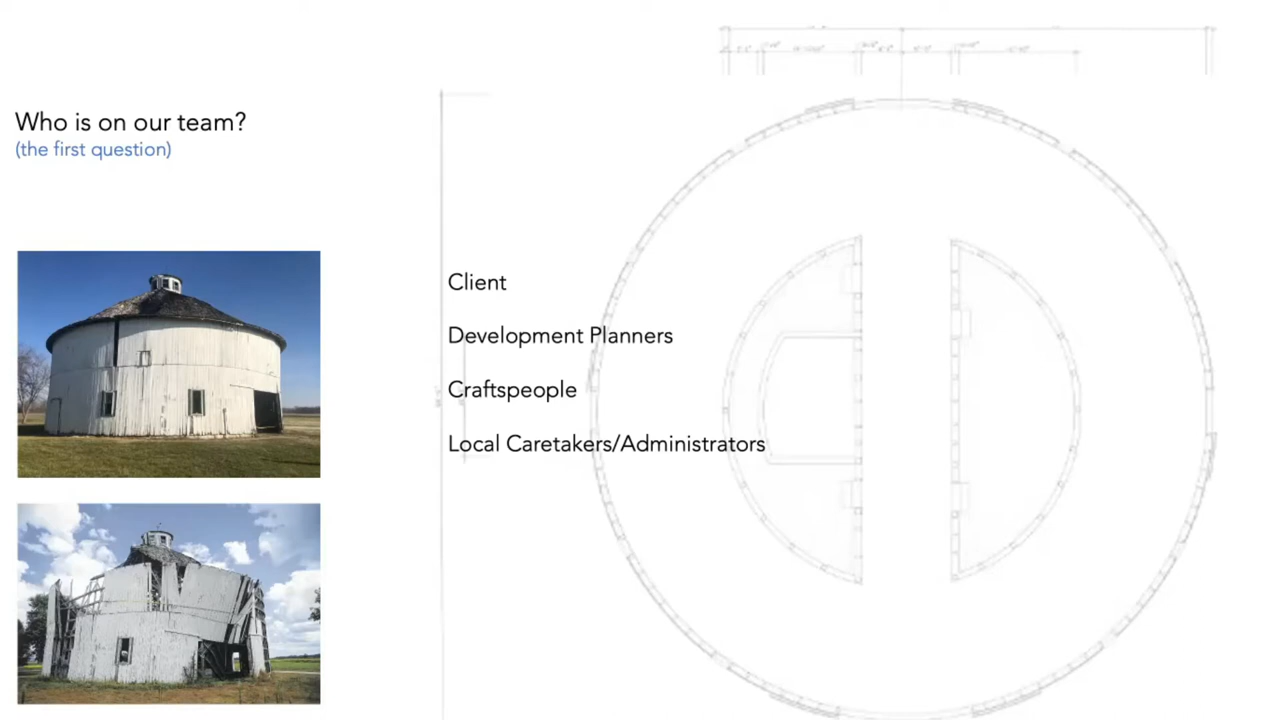 Who is on our team?
(the first question)
Client
Development Planners
Craftspeople
Local Caretakers/Administrators